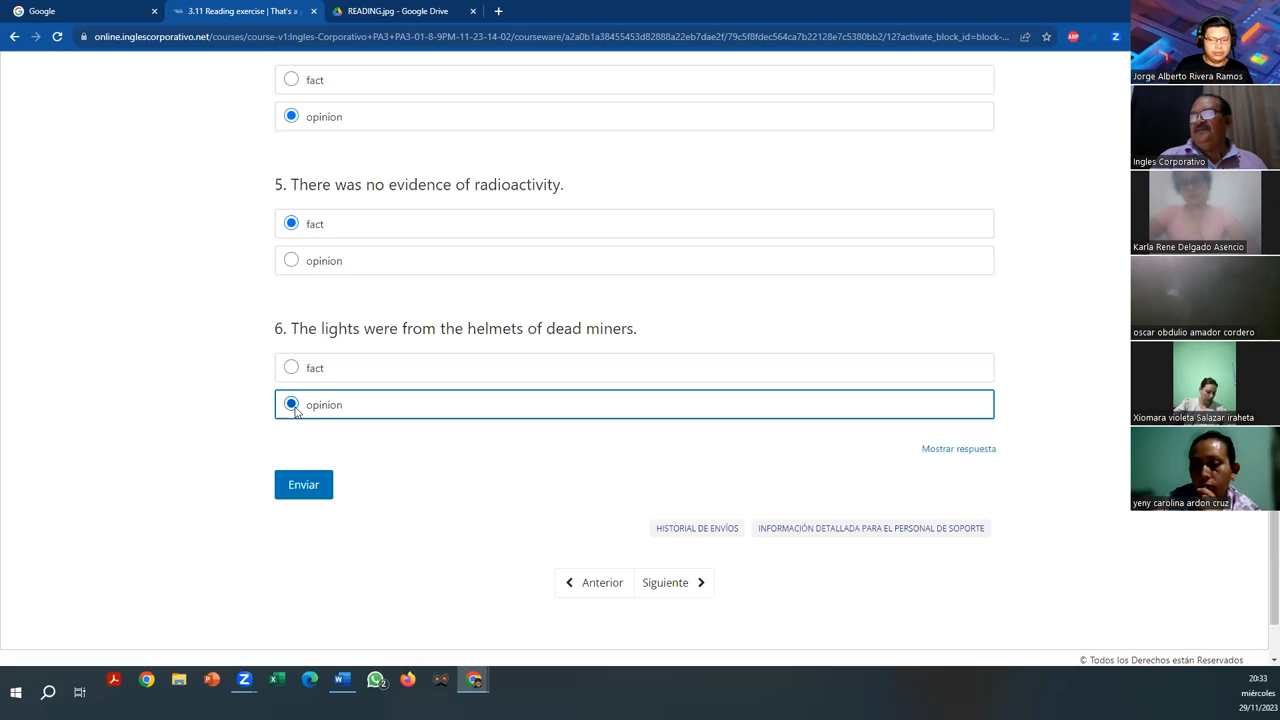 Google
3.11 Reading exercise | That's a
READING.jpg - Google Drive
online.inglescorporativo.net/courses/course-v1:Ingles-Corporativo+PA3+PA3-01-8-9PM-11-23-14-02/courseware/a2a0b1a38455453d82888a22eb7dae2f/79c5f8fdec564ca7b22128e7c5380bb2/12?activate_block_id=block-...
ABP
fact
opinion
5. There was no evidence of radioactivity.
fact
opinion
6. The lights were from the helmets of dead miners.
fact
opinion
Mostrar respuesta
Enviar
HISTORIAL DE ENVÍOS
INFORMACIÓN DETALLADA PARA EL PERSONAL DE SOPORTE
Anterior
Siguiente
© Todos los Derechos están Reservados
Jorge Alberto Rivera Ramos
Ingles Corporativo
Karla Rene Delgado Asencio
oscar obdulio amador cordero
Xiomara violeta Salazar iraheta
yeny carolina ardon cruz
2
20:33
miércoles
29/11/2023